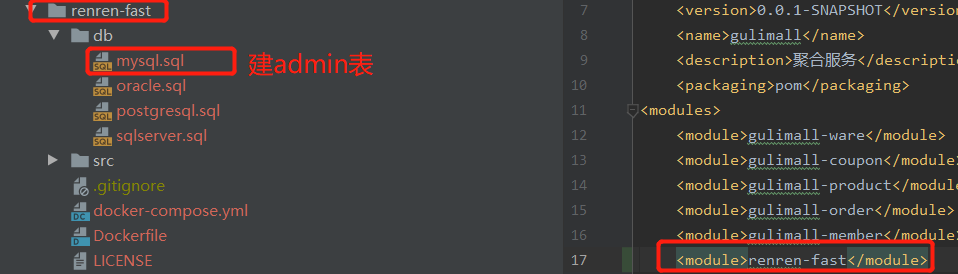 renren-fast
db
mysql.sql
建admin表
oracle.sql
postgresql.sql
sqlserver.sql
src
.gitignore
docker-compose.yml
Dockerfile
LICENSE
7 <version>0.0.1-SNAPSHOT</version
8 <name>gulimall</name>
9 <description>聚合服务</descriptio
10 <packaging>pom</packaging>
11 <modules>
12 <module>gulimall-ware</module>
13 <module>gulimall-coupon</module
14 <module>gulimall-product</modu
15 <module>gulimall-order</module>
16 <module>gulimall-member</modul
17 <module>renren-fast</module>